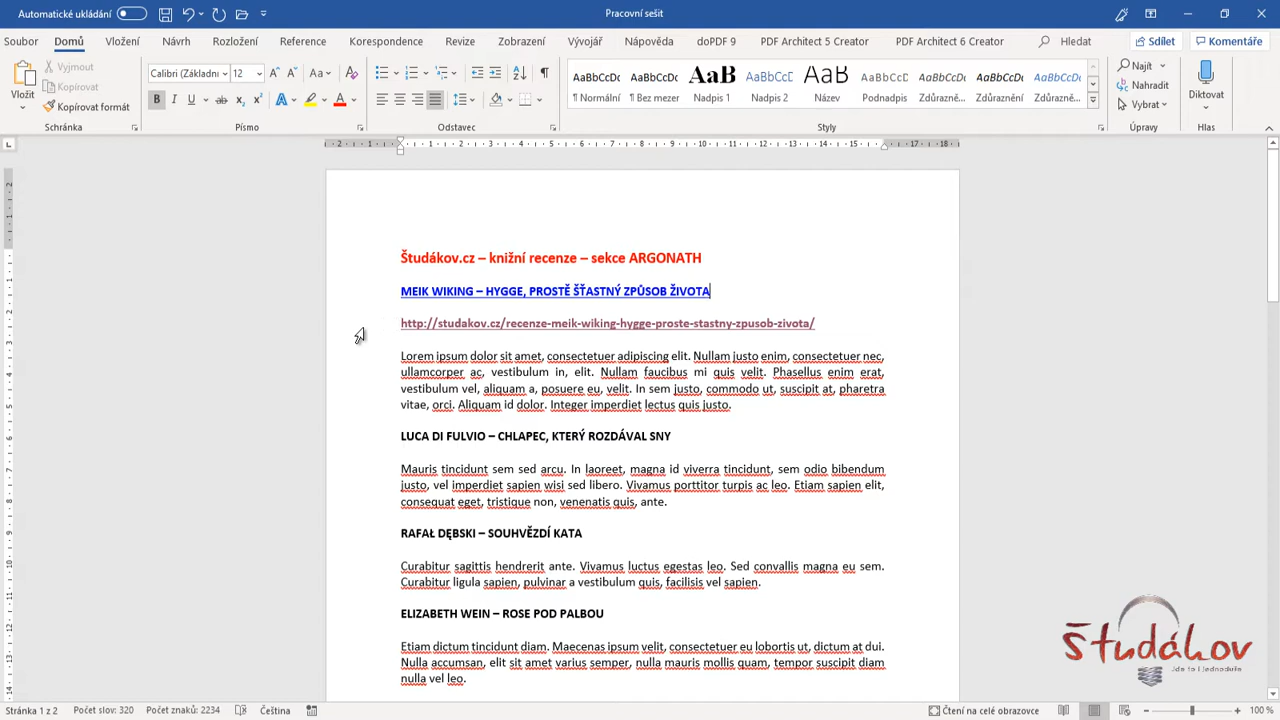 Automatické ukládání
Pracovní sešit
Soubor Domů Vložení Návrh Rozložení Reference Korespondence Revize Zobrazení Vývojář Nápověda doPDF 9 PDF Architect 5 Creator PDF Architect 6 Creator Hledat Sdílet Komentáře
Vložit
Vyjmout
Kopírovat
Kopírovat formát
Schránka
Calibri (Základní 12
Písmo
Odstavec
AaBbCcDc AaBbCcDc AaB AaBbCcDc AaB AaBbCcDc AaBbCcDc AaBbCcDc AaBbCcDc
¶ Normální ¶ Bez mezer Nadpis 1 Nadpis 2 Název Podnadpis Zdůrazně... Zdůrazně... Zdůrazně...
Styly
Najít
Nahradit
Vybrat
Úpravy
Diktovat
Hlas
Študákov.cz – knižní recenze – sekce ARGONATH
MEIK WIKING – HYGGE, PROSTĚ ŠŤASTNÝ ZPŮSOB ŽIVOTA
http://studakov.cz/recenze-meik-wiking-hygge-proste-stastny-zpusob-zivota/
Lorem ipsum dolor sit amet, consectetuer adipiscing elit. Nullam justo enim, consectetuer nec,
ullamcorper ac, vestibulum in, elit. Nullam faucibus mi quis velit. Phasellus enim erat,
vestibulum vel, aliquam a, posuere eu, velit. In sem justo, commodo ut, suscipit at, pharetra
vitae, orci. Aliquam id dolor. Integer imperdiet lectus quis justo.
LUCA DI FULVIO – CHLAPEC, KTERÝ ROZDÁVAL SNY
Mauris tincidunt sem sed arcu. In laoreet, magna id viverra tincidunt, sem odio bibendum
justo, vel imperdiet sapien wisi sed libero. Vivamus porttitor turpis ac leo. Etiam sapien elit,
consequat eget, tristique non, venenatis quis, ante.
RAFAŁ DĘBSKI – SOUHVĚZDÍ KATA
Curabitur sagittis hendrerit ante. Vivamus luctus egestas leo. Sed convallis magna eu sem.
Curabitur ligula sapien, pulvinar a vestibulum quis, facilisis vel sapien.
ELIZABETH WEIN – ROSE POD PALBOU
Etiam dictum tincidunt diam. Maecenas ipsum velit, consectetuer eu lobortis ut, dictum at dui.
Nulla accumsan, elit sit amet varius semper, nulla mauris mollis quam, tempor suscipit diam
nulla vel leo.
Študákov
Jde to i jednoduše
Stránka 1 z 2 Počet slov: 320 Počet znaků: 2234 Čeština Čtení na celé obrazovce 100 %